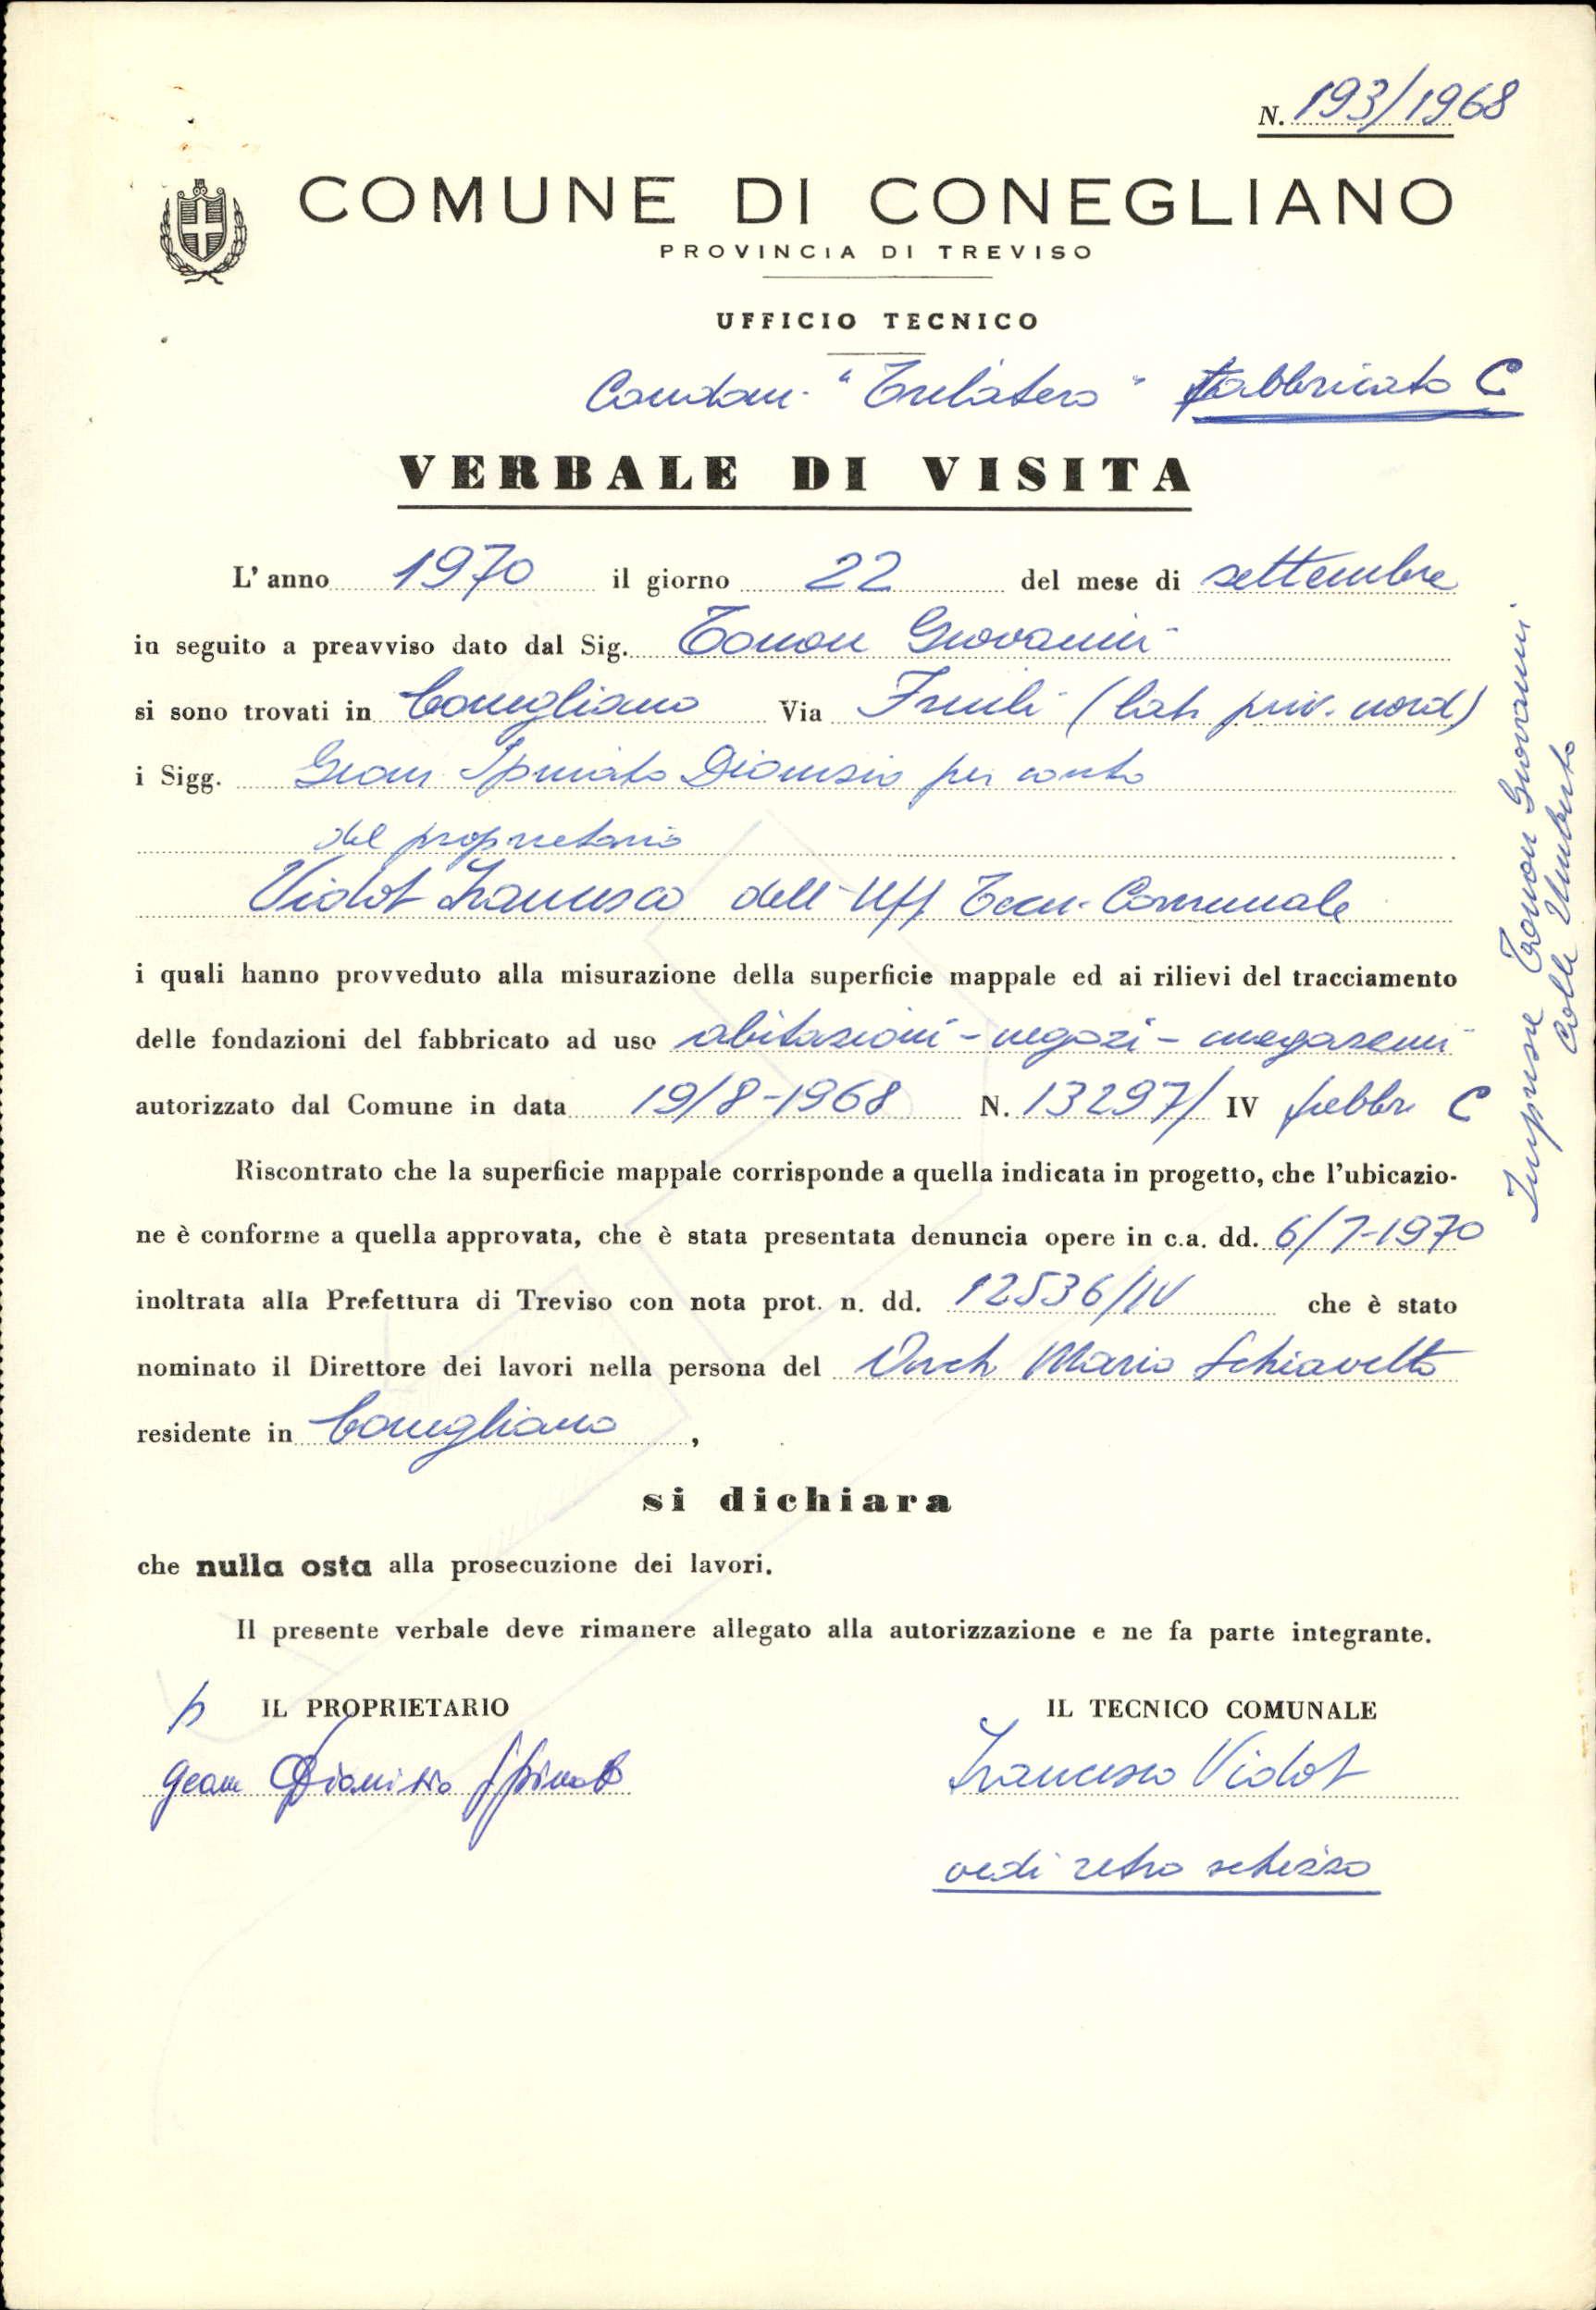 N. 193/1968
COMUNE DI CONEGLIANO
PROVINCIA DI TREVISO
UFFICIO TECNICO
Condom. "Trilatero" fabbricato C
VERBALE DI VISITA
L' anno 1970 il giorno 22 del mese di settembre
in seguito a preavviso dato dal Sig. Tonon Giovanni
si sono trovati in Conegliano Via Friuli (lato priv. nord)
i Sigg. Geom Spinato Dionisio per conto
del proprietario
Vidot Francesco dell'Uff Tecn. Comunale
i quali hanno provveduto alla misurazione della superficie mappale ed ai rilievi del tracciamento
delle fondazioni del fabbricato ad uso abitazioni - negozi - magazzini
autorizzato dal Comune in data 19/8-1968 N. 13297/ IV fabbr. C
Riscontrato che la superficie mappale corrisponde a quella indicata in progetto, che l'ubicazio-
ne è conforme a quella approvata, che è stata presentata denuncia opere in c.a. dd. 6/7-1970
inoltrata alla Prefettura di Treviso con nota prot. n. dd. 12536/IV che è stato
nominato il Direttore dei lavori nella persona del Mario Schiavetto
residente in Conegliano ,
si dichiara
che nulla osta alla prosecuzione dei lavori.
Il presente verbale deve rimanere allegato alla autorizzazione e ne fa parte integrante.
p IL PROPRIETARIO
geom Dionisio Spinato
IL TECNICO COMUNALE
Francesco Vidot
vedi retro schizzo
Impresa Tonon Giovanni
Colle Umberto